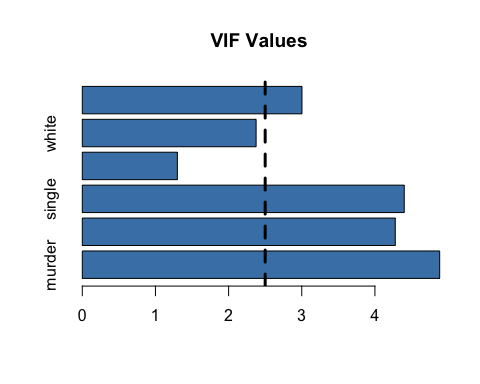 VIF Values
white
single
murder
0 1 2 3 4